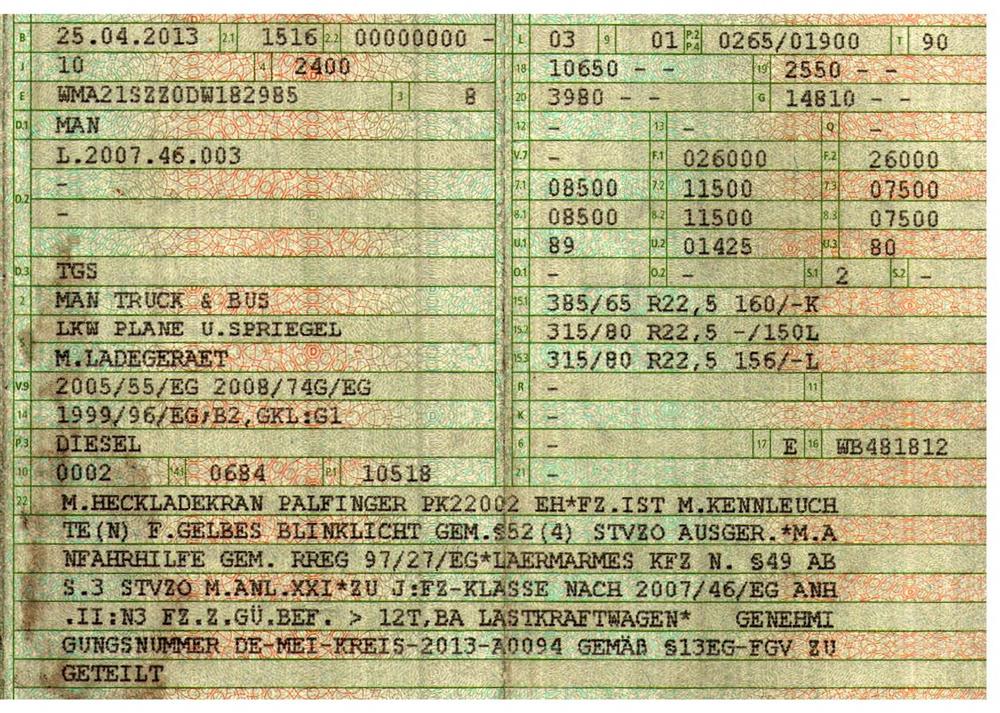 B 25.04.2013 2.1 1516 2.2 00000000 -
J 10 4 2400
E WMA21SZZ0DW182985 3 8
D.1 MAN
L.2007.46.003
-
D.2
-
D.3 TGS
2 MAN TRUCK & BUS
LKW PLANE U.SPRIEGEL
M.LADEGERAET
V.9 2005/55/EG 2008/74G/EG
14 1999/96/EG;B2,GKL:G1
P.3 DIESEL
10 0002 14.1 0684 P.1 10518
L 03 9 01 P.2 P.4 0265/01900 T 90
18 10650 - - 19 2550 - -
20 3980 - - G 14810 - -
12 - 13 - Q -
V.7 - F.1 026000 F.2 26000
7.1 08500 7.2 11500 7.3 07500
8.1 08500 8.2 11500 8.3 07500
U.1 89 U.2 01425 U.3 80
O.1 - O.2 - S.1 2 S.2 -
15.1 385/65 R22,5 160/-K
15.2 315/80 R22,5 -/150L
15.3 315/80 R22,5 156/-L
R - 11
K -
6 - 17 E 16 WB481812
21 -
22 M.HECKLADEKRAN PALFINGER PK22002 EH*FZ.IST M.KENNLEUCH
TE(N) F.GELBES BLINKLICHT GEM.§52(4) STVZO AUSGER.*M.A
NFAHRHILFE GEM. RREG 97/27/EG*LAERMARMES KFZ N. §49 AB
S.3 STVZO M.ANL.XXI*ZU J:FZ-KLASSE NACH 2007/46/EG ANH
.II:N3 FZ.Z.GÜ.BEF. > 12T,BA LASTKRAFTWAGEN* GENEHMI
GUNGSNUMMER DE-MEI-KREIS-2013-A0094 GEMÄß §13EG-FGV ZU
GETEILT